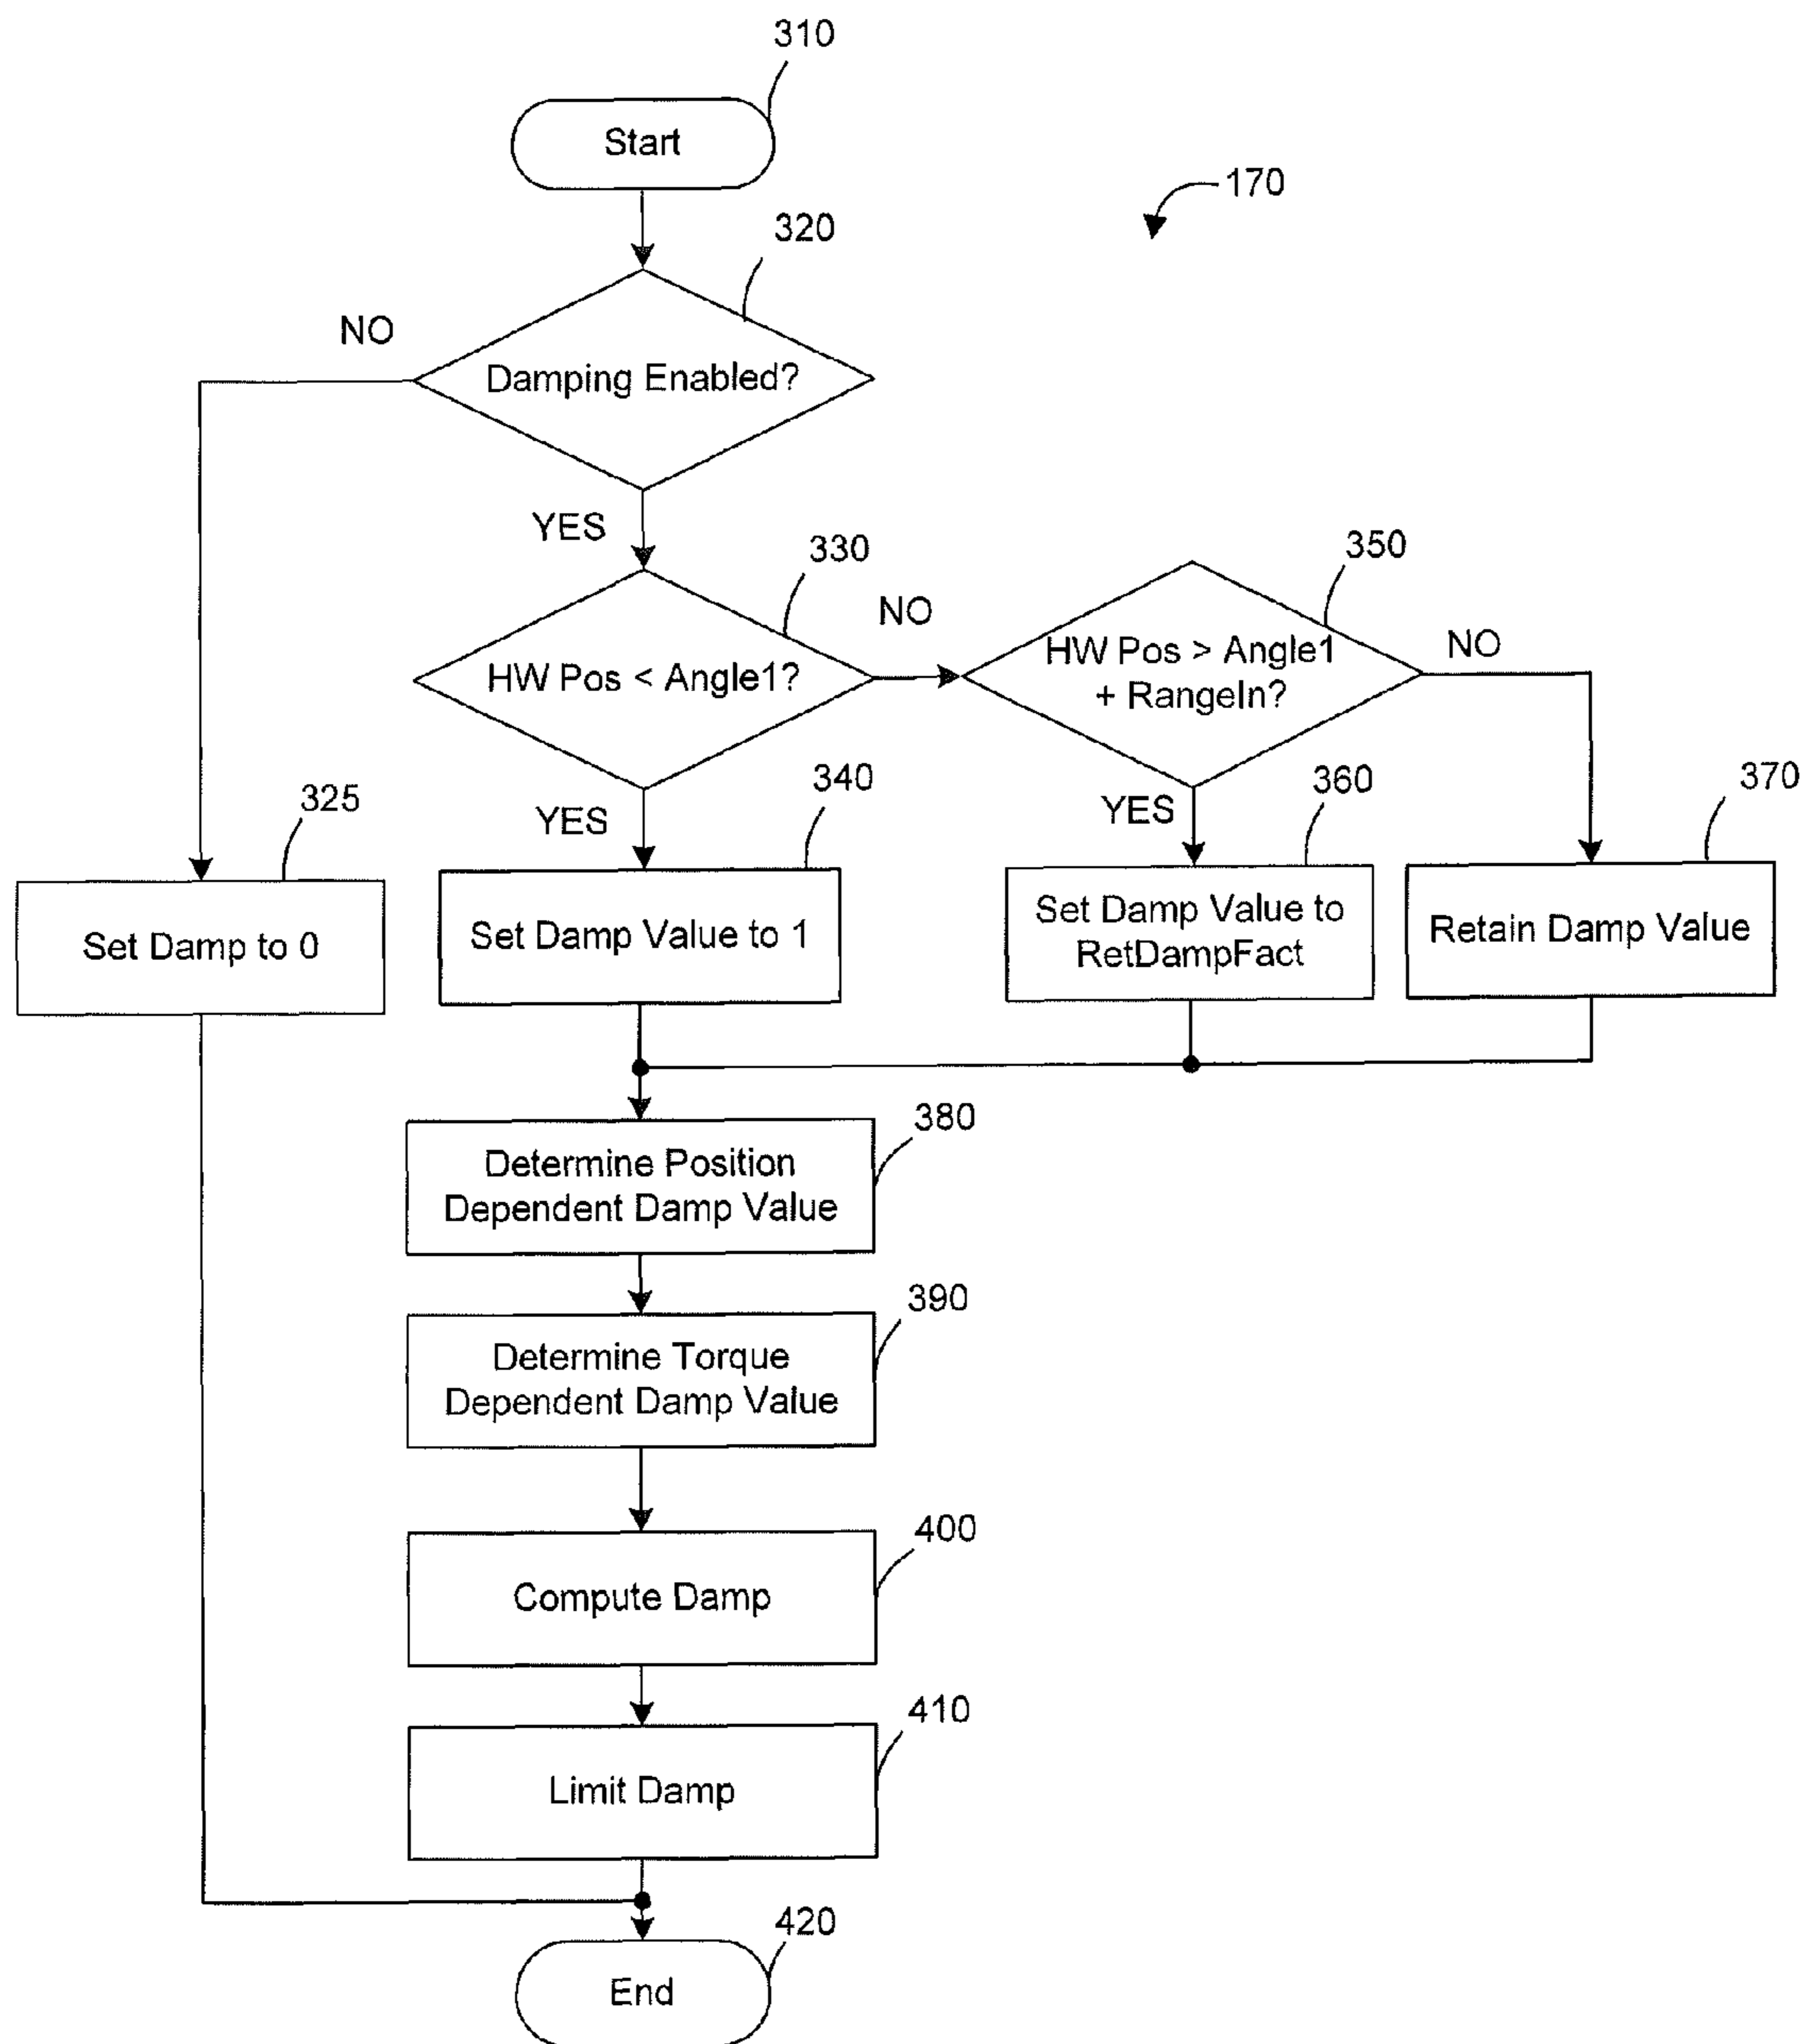 310
Start
170
320
NO
Damping Enabled?
YES
330
350
NO
HW Pos < Angle1?
HW Pos > Angle1
+ RangeIn?
NO
325
YES
340
YES
360
370
Set Damp to 0
Set Damp Value to 1
Set Damp Value to
RetDampFact
Retain Damp Value
380
Determine Position
Dependent Damp Value
390
Determine Torque
Dependent Damp Value
400
Compute Damp
410
Limit Damp
420
End